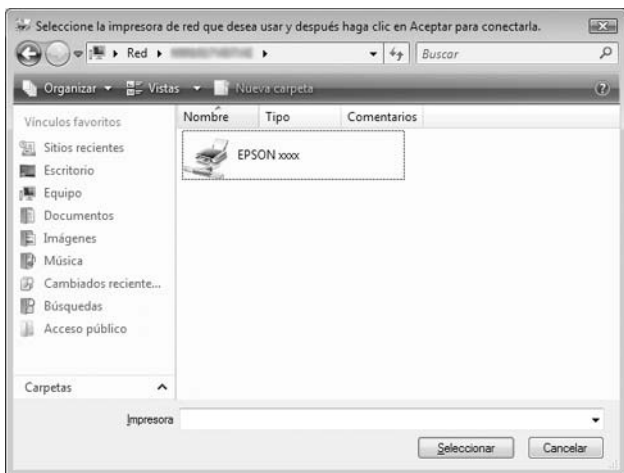 Seleccione la impresora de red que desea usar y después haga clic en Aceptar para conectarla.
Red
Buscar
Organizar Vistas Nueva carpeta
Vínculos favoritos
Sitios recientes
Escritorio
Equipo
Documentos
Imágenes
Música
Cambiados reciente...
Búsquedas
Acceso público
Carpetas
Nombre Tipo Comentarios
EPSON xxxx
Impresora
Seleccionar Cancelar